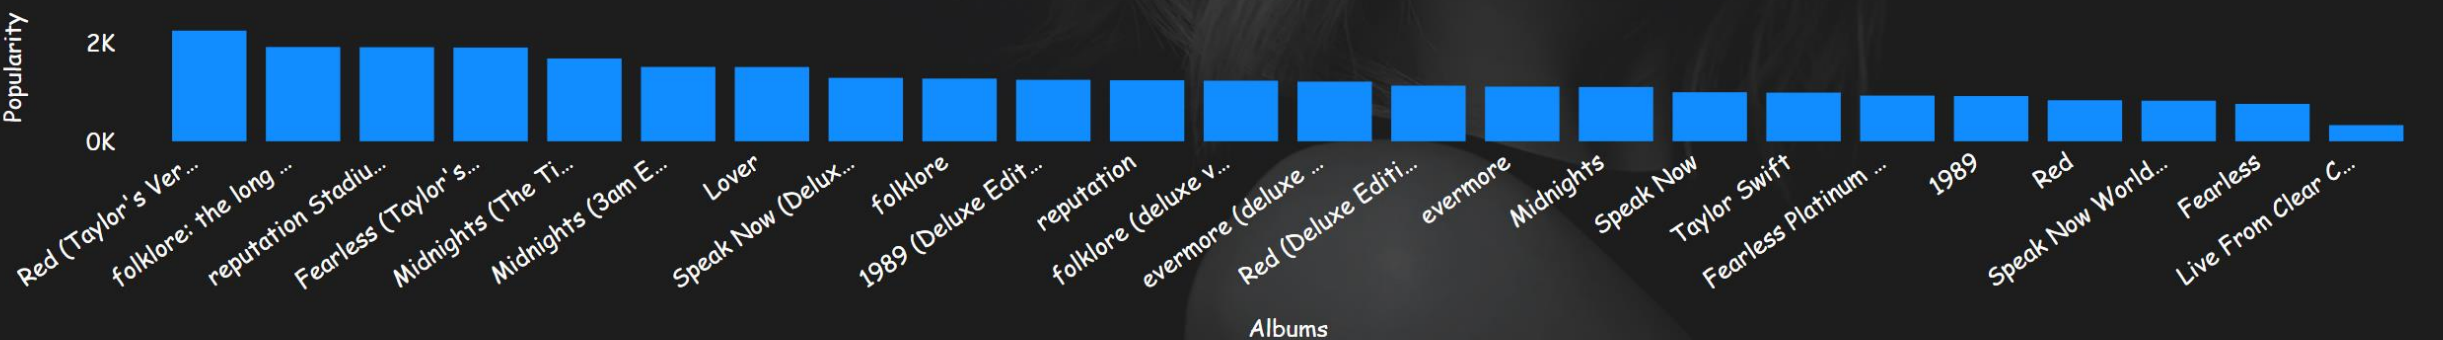 Popularity
2K
0K
Red (Taylor's Ver...
folklore: the long ...
reputation Stadiu...
Fearless (Taylor's...
Midnights (The Ti...
Midnights (3am E...
Lover
Speak Now (Delux...
folklore
1989 (Deluxe Edit...
reputation
folklore (deluxe v...
evermore (deluxe ...
Red (Deluxe Editi...
evermore
Midnights
Speak Now
Taylor Swift
Fearless Platinum ...
1989
Red
Speak Now World...
Fearless
Live From Clear C...
Albums